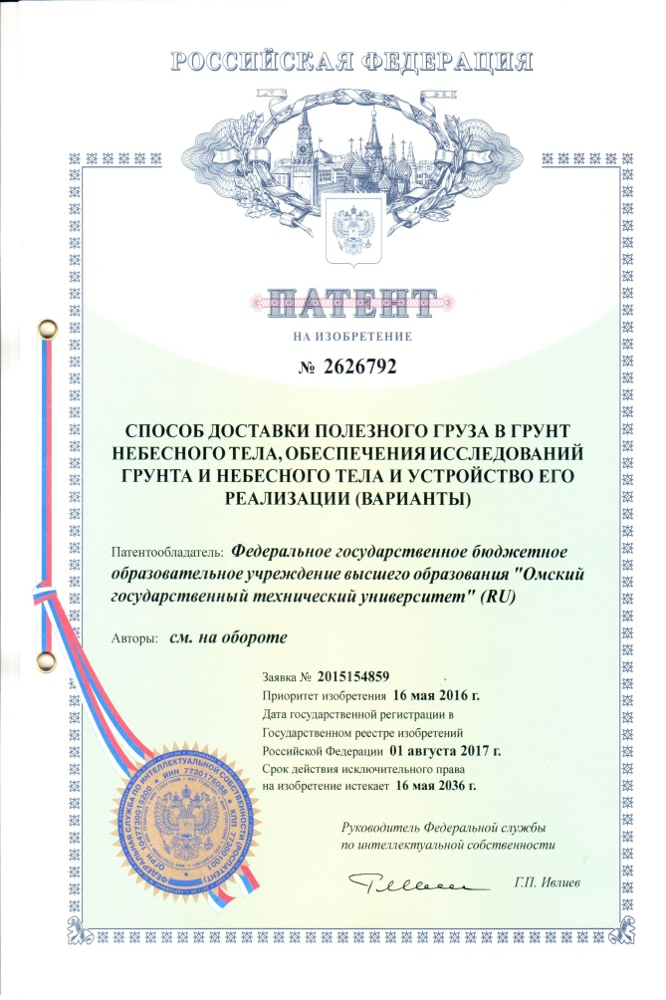 РОССИЙСКАЯ ФЕДЕРАЦИЯ
ПАТЕНТ
НА ИЗОБРЕТЕНИЕ
№ 2626792
СПОСОБ ДОСТАВКИ ПОЛЕЗНОГО ГРУЗА В ГРУНТ
НЕБЕСНОГО ТЕЛА, ОБЕСПЕЧЕНИЯ ИССЛЕДОВАНИЙ
ГРУНТА И НЕБЕСНОГО ТЕЛА И УСТРОЙСТВО ЕГО
РЕАЛИЗАЦИИ (ВАРИАНТЫ)
Патентообладатель: Федеральное государственное бюджетное
образовательное учреждение высшего образования "Омский
государственный технический университет" (RU)
Авторы: см. на обороте
Заявка № 2015154859
Приоритет изобретения 16 мая 2016 г.
Дата государственной регистрации в
Государственном реестре изобретений
Российской Федерации 01 августа 2017 г.
Срок действия исключительного права
на изобретение истекает 16 мая 2036 г.
Руководитель Федеральной службы
по интеллектуальной собственности
Г.П. Ивлиев
ФЕДЕРАЛЬНАЯ СЛУЖБА ПО ИНТЕЛЛЕКТУАЛЬНОЙ СОБСТВЕННОСТИ (РОСПАТЕНТ)
ОГРН 1047730015200 * ИНН 7730176088 * КПП 773001001